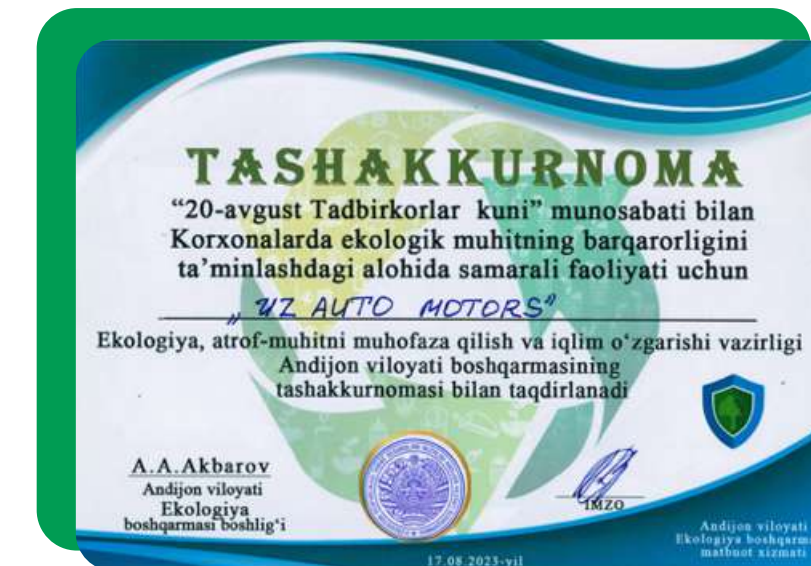 TASHAKKURNOMA
“20-avgust Tadbirkorlar kuni” munosabati bilan
Korxonalarda ekologik muhitning barqarorligini
ta’minlashdagi alohida samarali faoliyati uchun
„UZ AUTO MOTORS”
Ekologiya, atrof-muhitni muhofaza qilish va iqlim o‘zgarishi vazirligi
Andijon viloyati boshqarmasining
tashakkurnomasi bilan taqdirlanadi
A.A.Akbarov
Andijon viloyati
Ekologiya
boshqarmasi boshlig‘i
IMZO
Andijon viloyati
Ekologiya
matbuot xizmati
17.08.2023-yil